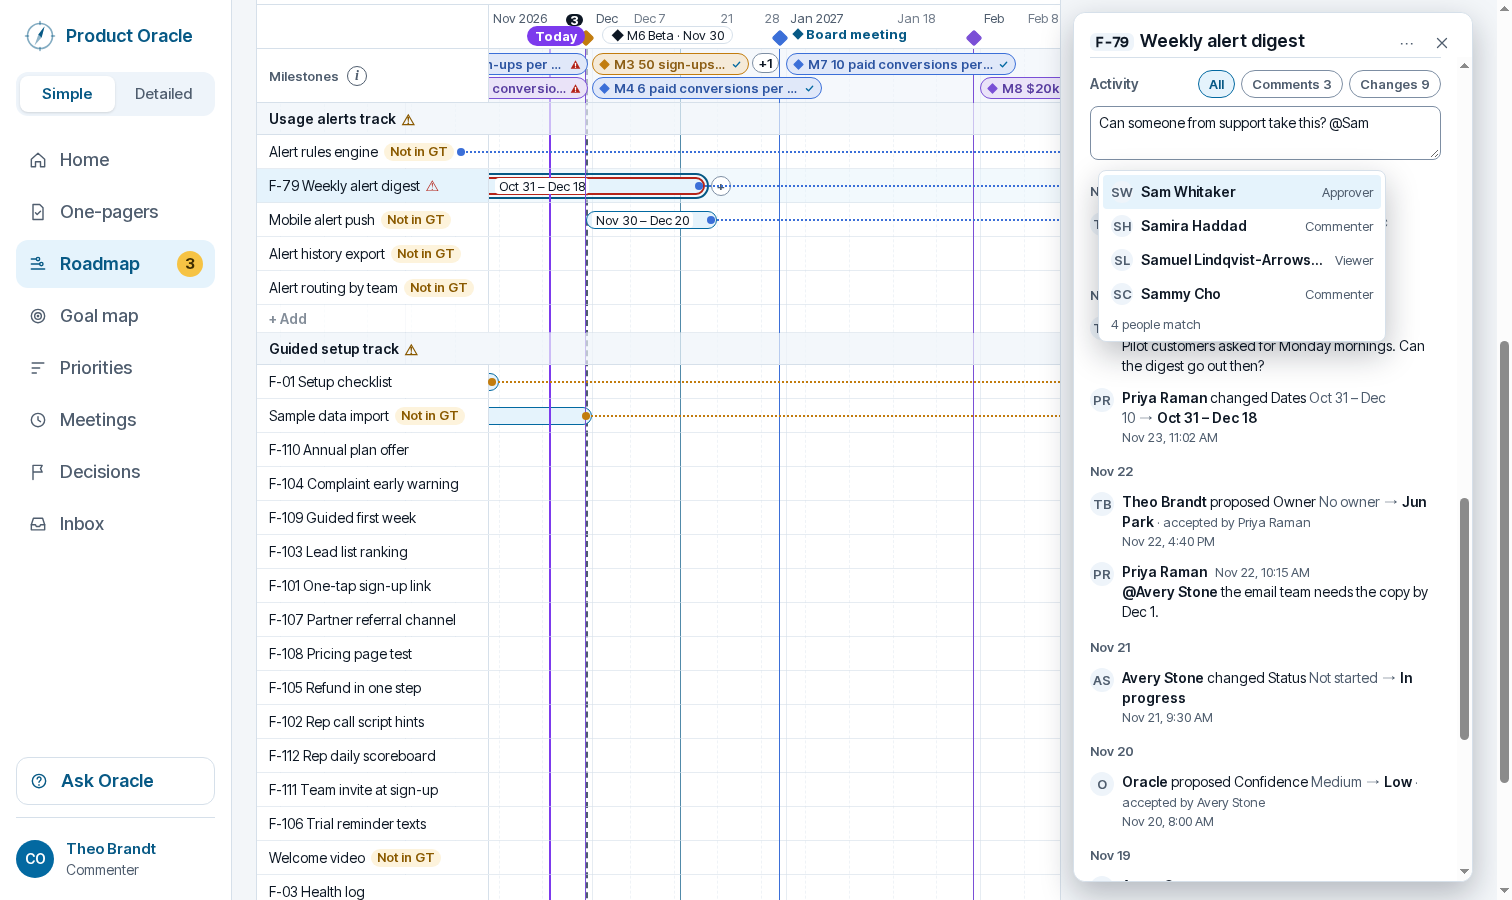 Product Oracle
Simple
Detailed
Home
One-pagers
Roadmap
3
Goal map
Priorities
Meetings
Decisions
Inbox
Ask Oracle
CO
Theo Brandt
Commenter
Nov 2026
3
Dec
Dec 7
21
28
Jan 2027
Jan 18
Feb
Feb 8
Today
M6 Beta · Nov 30
Board meeting
Milestones
i
n-ups per ...
M3 50 sign-ups...
+1
M7 10 paid conversions per...
conversio...
M4 6 paid conversions per ...
M8 $20k
Usage alerts track
Alert rules engine Not in GT
F-79 Weekly alert digest
Oct 31 – Dec 18
+
Mobile alert push Not in GT
Nov 30 – Dec 20
Alert history export Not in GT
Alert routing by team Not in GT
+ Add
Guided setup track
F-01 Setup checklist
Sample data import Not in GT
F-110 Annual plan offer
F-104 Complaint early warning
F-109 Guided first week
F-103 Lead list ranking
F-101 One-tap sign-up link
F-107 Partner referral channel
F-108 Pricing page test
F-105 Refund in one step
F-102 Rep call script hints
F-112 Rep daily scoreboard
F-111 Team invite at sign-up
F-106 Trial reminder texts
Welcome video Not in GT
F-03 Health log
F-79 Weekly alert digest
...
Activity
All
Comments 3
Changes 9
Can someone from support take this? @Sam
SW Sam Whitaker Approver
SH Samira Haddad Commenter
SL Samuel Lindqvist-Arrows... Viewer
SC Sammy Cho Commenter
4 people match
Pilot customers asked for Monday mornings. Can
the digest go out then?
PR
Priya Raman changed Dates Oct 31 – Dec
10 → Oct 31 – Dec 18
Nov 23, 11:02 AM
Nov 22
TB
Theo Brandt proposed Owner No owner → Jun
Park · accepted by Priya Raman
Nov 22, 4:40 PM
PR
Priya Raman Nov 22, 10:15 AM
@Avery Stone the email team needs the copy by
Dec 1.
Nov 21
AS
Avery Stone changed Status Not started → In
progress
Nov 21, 9:30 AM
Nov 20
O
Oracle proposed Confidence Medium → Low ·
accepted by Avery Stone
Nov 20, 8:00 AM
Nov 19